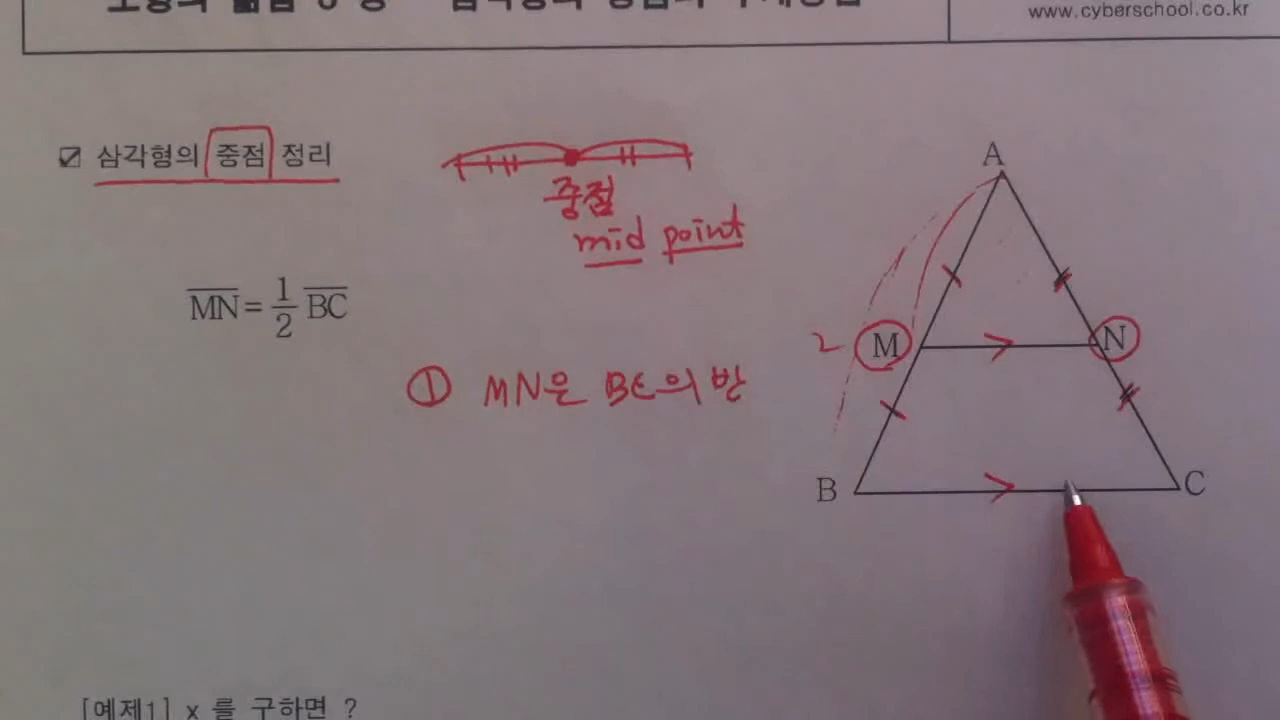 www.cyberschool.co.kr
☑ 삼각형의 중점 정리
중점
mid point
MN = 1/2 BC
① MN은 BC의 반
A
2 M N
B C
[예제1] x 를 구하면 ?